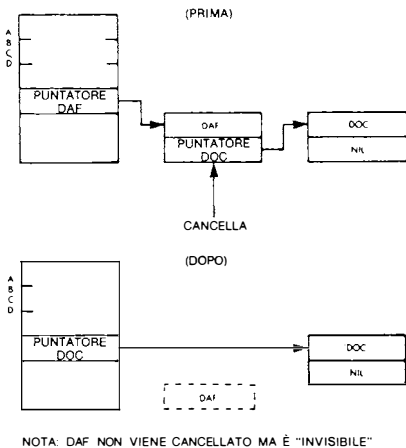 (PRIMA)
A
B
C
D
PUNTATORE
DAF
DAF
PUNTATORE
DOC
DOC
NIL
CANCELLA
(DOPO)
A
B
C
D
PUNTATORE
DOC
DOC
NIL
DAF
NOTA: DAF NON VIENE CANCELLATO MA È "INVISIBILE"